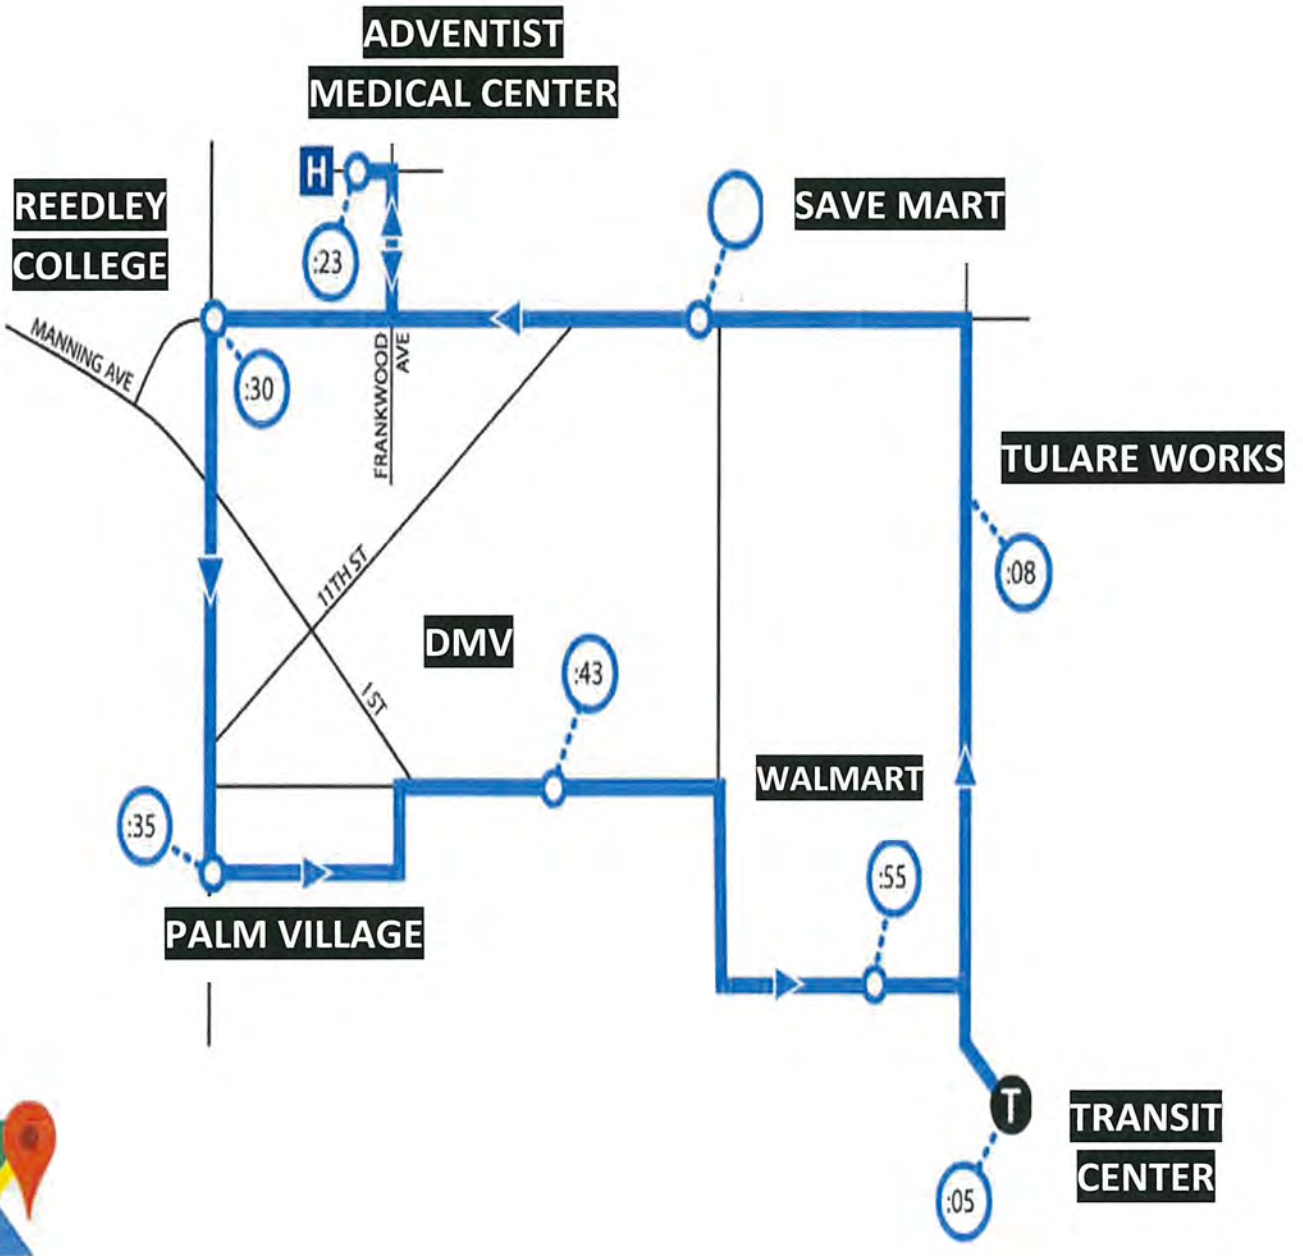 ADVENTIST
MEDICAL CENTER
H
REEDLEY
COLLEGE
SAVE MART
:23
MANNING AVE
FRANKWOOD
AVE
:30
TULARE WORKS
:08
11TH ST
DMV
:43
I ST
WALMART
:35
:55
PALM VILLAGE
T
TRANSIT
CENTER
:05